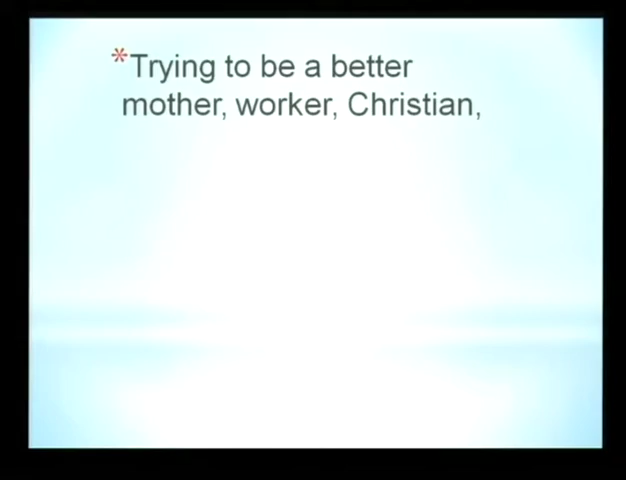 *Trying to be a better
mother, worker, Christian,